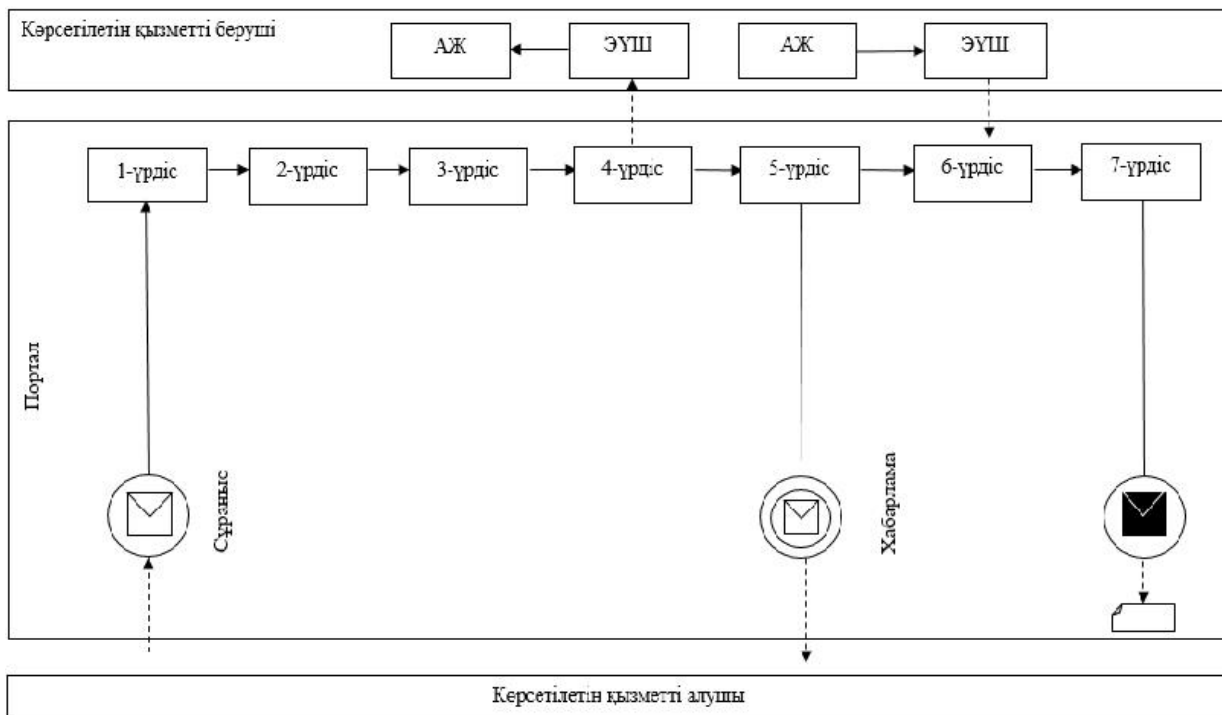 Көрсетілетін қызметті беруші
АЖ
ЭҮШ
АЖ
ЭҮШ
1-үрдіс
2-үрдіс
3-үрдіс
4-үрдіс
5-үрдіс
6-үрдіс
7-үрдіс
Портал
Сұраныс
Хабарлама
Көрсетілетін қызметті алушы